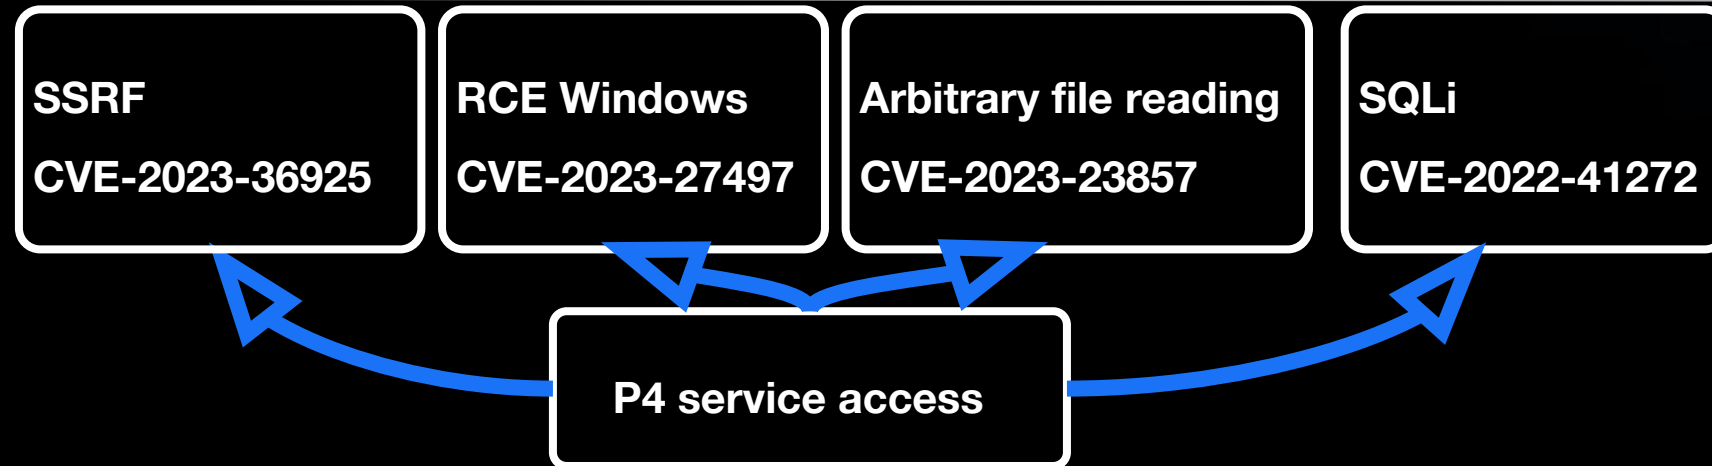 SSRF
CVE-2023-36925
RCE Windows
CVE-2023-27497
Arbitrary file reading
CVE-2023-23857
SQLi
CVE-2022-41272
P4 service access